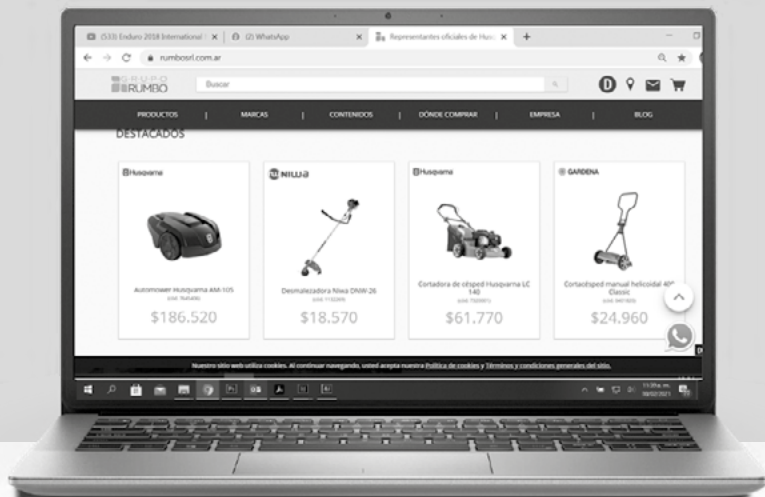 (533) Enduro 2018 International
(2) WhatsApp
Representantes oficiales de Hus
rumbosrl.com.ar
GRUPO
RUMBO
Buscar
D
PRODUCTOS | MARCAS | CONTENIDOS | DÓNDE COMPRAR | EMPRESA | BLOG
DESTACADOS
Husqvarna
Automower Husqvarna AM-105
$186.520
NIWA
Desmalezadora Niwa DNW-26
$18.570
Husqvarna
Cortadora de césped Husqvarna LC
140
$61.770
GARDENA
Cortacésped manual helicoidal 400
Classic
$24.960
Nuestro sitio web utiliza cookies. Al continuar navegando, usted acepta nuestra Política de cookies y Términos y condiciones generales del sitio.